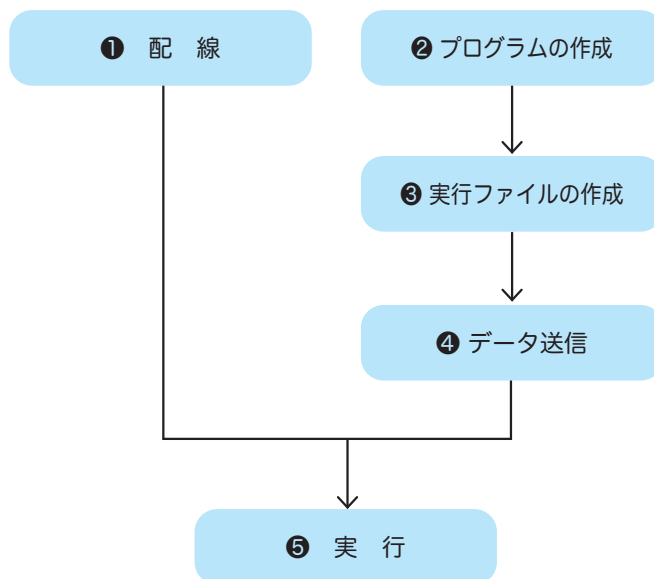 ❶　配　線
❷ プログラムの作成
❸ 実行ファイルの作成
❹ データ送信
❺　実　行